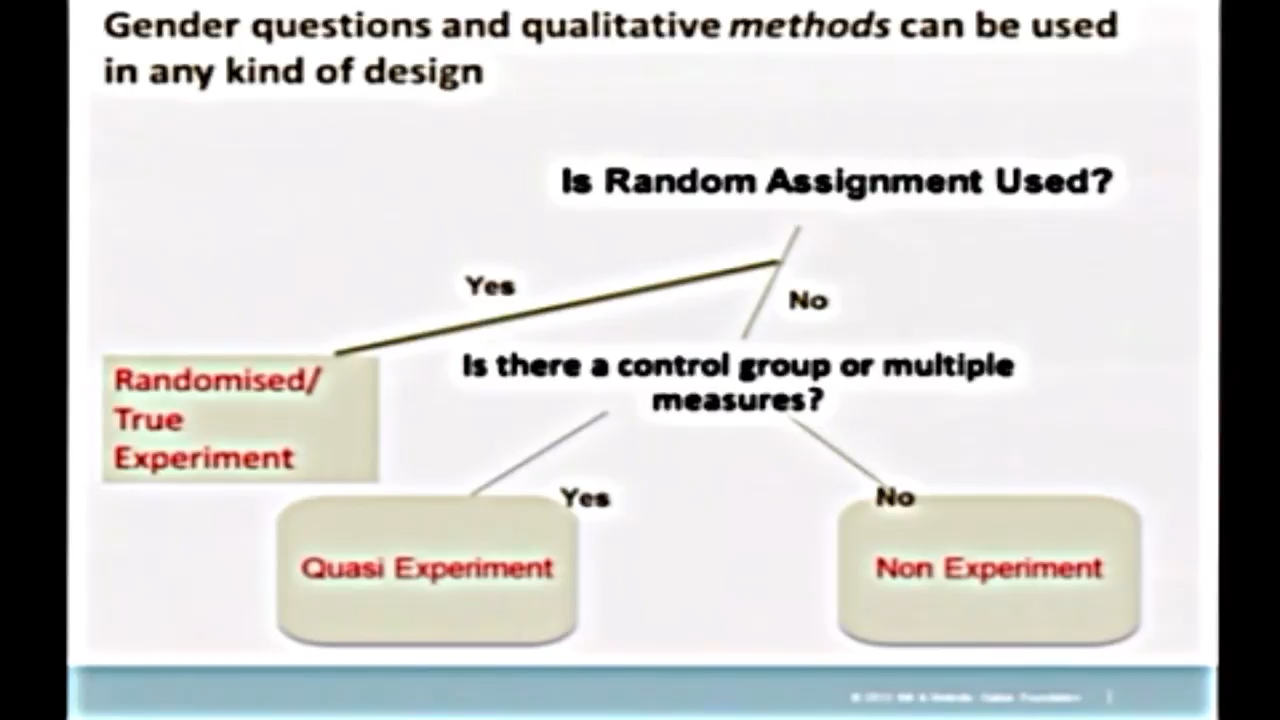 Gender questions and qualitative methods can be used
in any kind of design
Is Random Assignment Used?
Yes
No
Randomised/
True
Experiment
Is there a control group or multiple
measures?
Yes
No
Quasi Experiment
Non Experiment